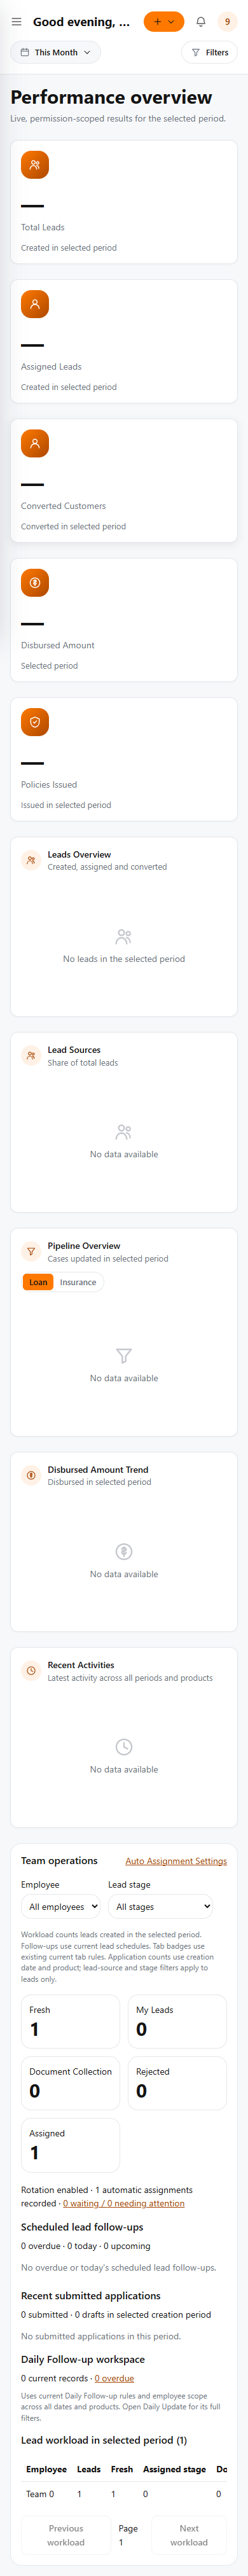 Good evening, ...
+
9
This Month
Filters
Performance overview
Live, permission-scoped results for the selected period.
—
Total Leads
Created in selected period
—
Assigned Leads
Created in selected period
—
Converted Customers
Converted in selected period
—
Disbursed Amount
Selected period
—
Policies Issued
Issued in selected period
Leads Overview
Created, assigned and converted
No leads in the selected period
Lead Sources
Share of total leads
No data available
Pipeline Overview
Cases updated in selected period
Loan Insurance
No data available
Disbursed Amount Trend
Disbursed in selected period
No data available
Recent Activities
Latest activity across all periods and products
No data available
Team operations Auto Assignment Settings
Employee Lead stage
All employees All stages
Workload counts leads created in the selected period.
Follow-ups use current lead schedules. Tab badges use
existing current tab rules. Application counts use creation
date and product; lead-source and stage filters apply to
leads only.
Fresh My Leads
1 0
Document Collection Rejected
0 0
Assigned
1
Rotation enabled · 1 automatic assignments
recorded · 0 waiting / 0 needing attention
Scheduled lead follow-ups
0 overdue · 0 today · 0 upcoming
No overdue or today's scheduled lead follow-ups.
Recent submitted applications
0 submitted · 0 drafts in selected creation period
No submitted applications in this period.
Daily Follow-up workspace
0 current records · 0 overdue
Uses current Daily Follow-up rules and employee scope
across all dates and products. Open Daily Update for its full
filters.
Lead workload in selected period (1)
Employee Leads Fresh Assigned stage Do
Team 0 1 1 0 0
Previous workload Page 1 Next workload